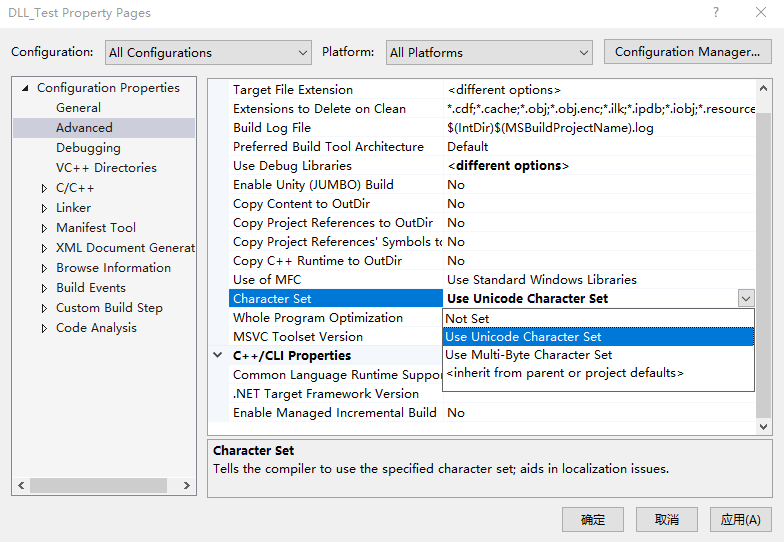 DLL_Test Property Pages
Configuration: All Configurations Platform: All Platforms Configuration Manager...
Configuration Properties
General
Advanced
Debugging
VC++ Directories
C/C++
Linker
Manifest Tool
XML Document Generat
Browse Information
Build Events
Custom Build Step
Code Analysis
Target File Extension <different options>
Extensions to Delete on Clean *.cdf;*.cache;*.obj;*.obj.enc;*.ilk;*.ipdb;*.iobj;*.resource
Build Log File $(IntDir)$(MSBuildProjectName).log
Preferred Build Tool Architecture Default
Use Debug Libraries <different options>
Enable Unity (JUMBO) Build No
Copy Content to OutDir No
Copy Project References to OutDir No
Copy Project References' Symbols to No
Copy C++ Runtime to OutDir No
Use of MFC Use Standard Windows Libraries
Character Set Use Unicode Character Set
Whole Program Optimization Not Set
MSVC Toolset Version Use Unicode Character Set
C++/CLI Properties Use Multi-Byte Character Set
Common Language Runtime Suppor <inherit from parent or project defaults>
.NET Target Framework Version
Enable Managed Incremental Build No
Character Set
Tells the compiler to use the specified character set; aids in localization issues.
确定 取消 应用(A)